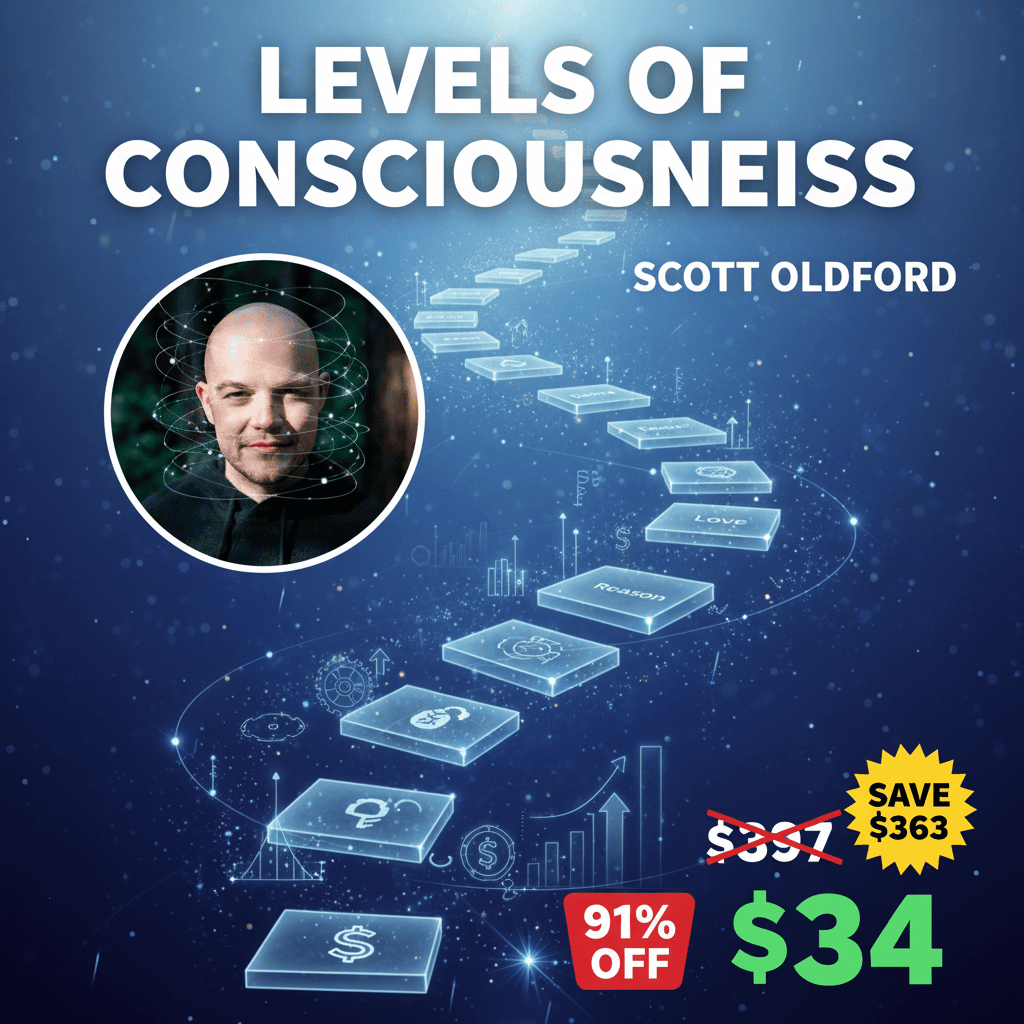 LEVELS OF
CONSCIOUSNEISS
SCOTT OLDFORD
LOVE
Reason
$
$
$
$
SAVE
$363
$397
91%
OFF
$34